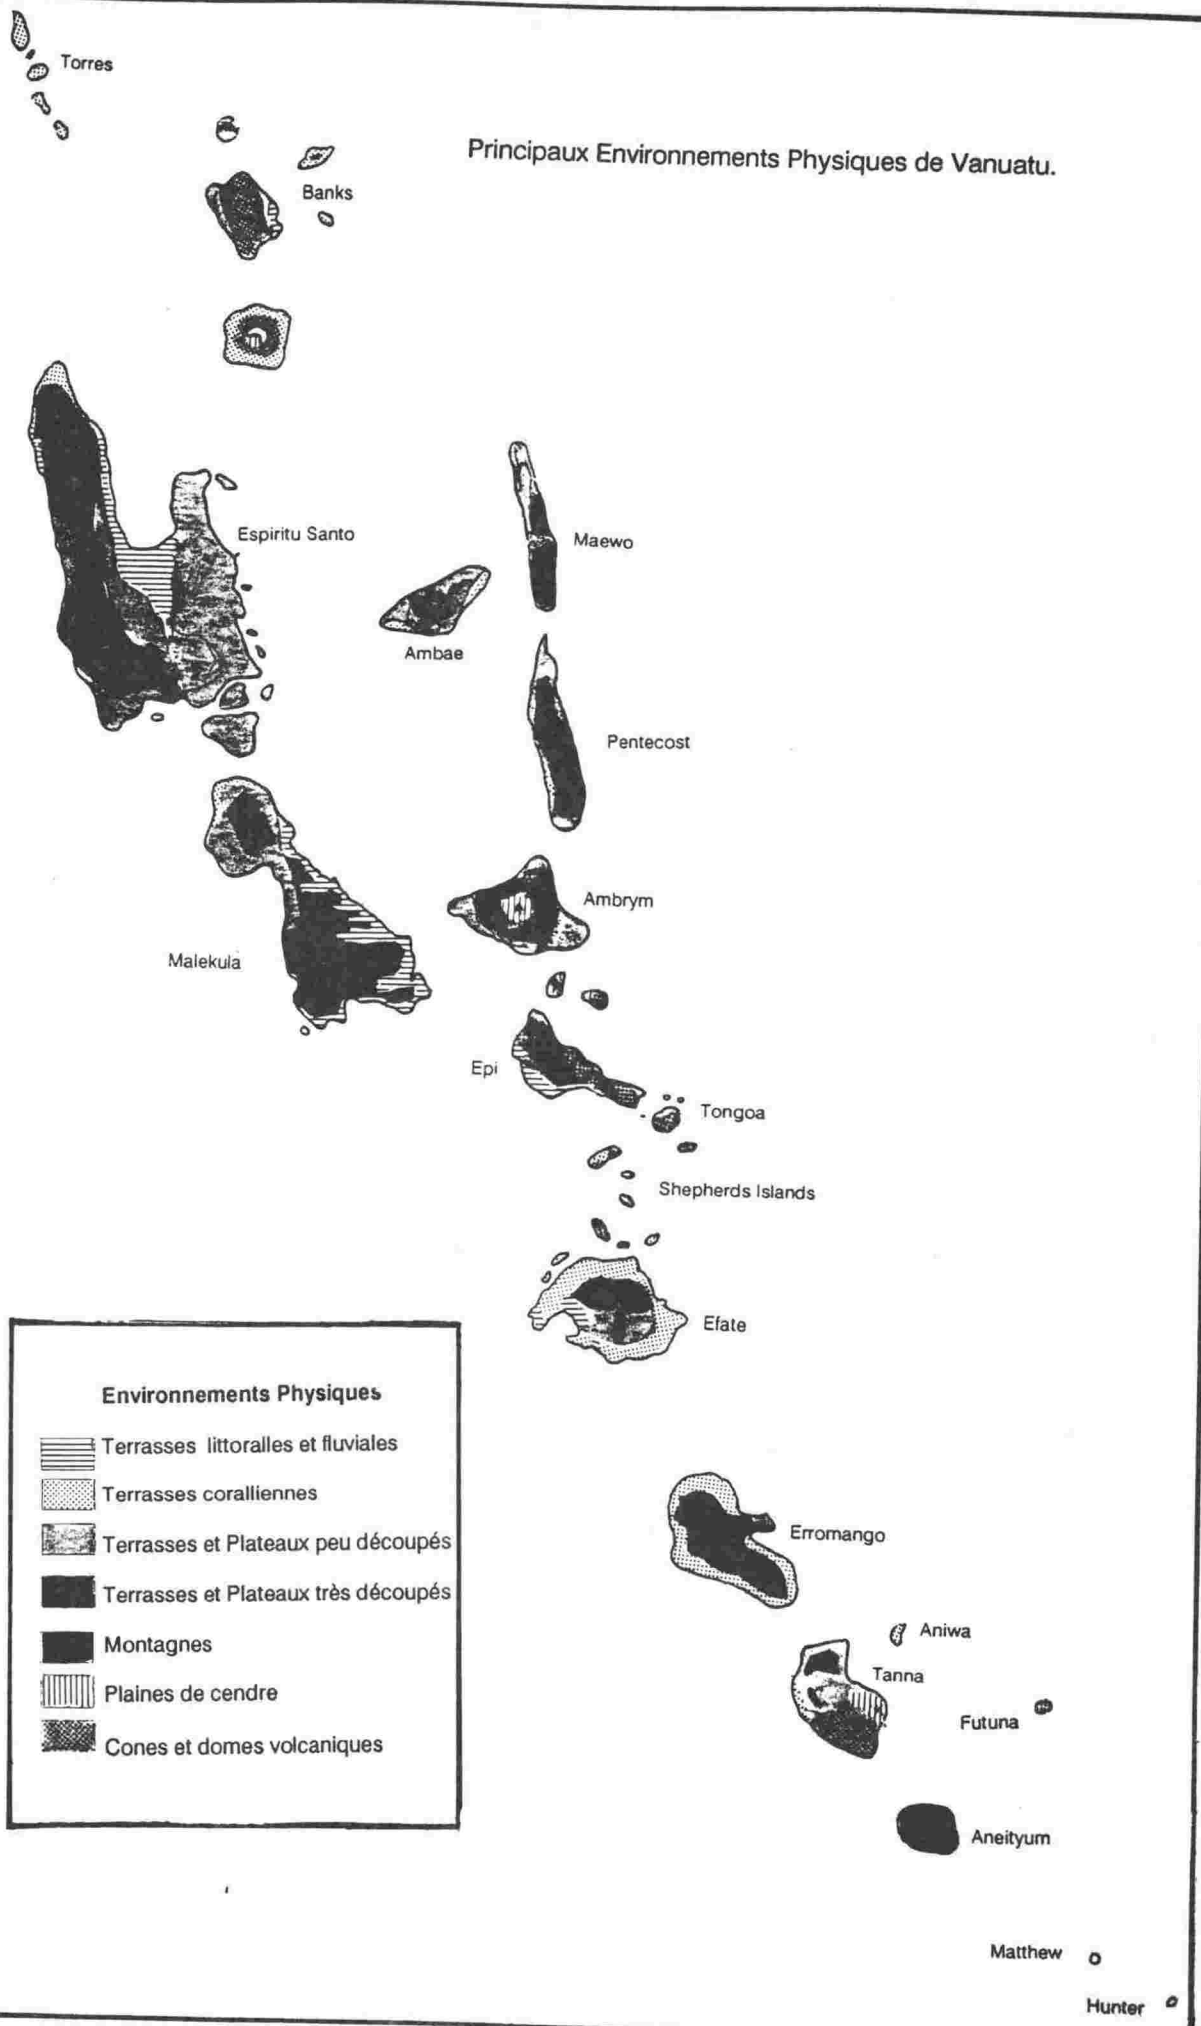 Torres
Principaux Environnements Physiques de Vanuatu.
Banks
Espiritu Santo
Maewo
Ambae
Pentecost
Ambrym
Malekula
Epi
Tongoa
Shepherds Islands
Efate
Environnements Physiques
Terrasses littoralles et fluviales
Terrasses coralliennes
Terrasses et Plateaux peu découpés
Terrasses et Plateaux très découpés
Montagnes
Plaines de cendre
Cones et domes volcaniques
Erromango
Aniwa
Tanna
Futuna
Aneityum
Matthew
Hunter